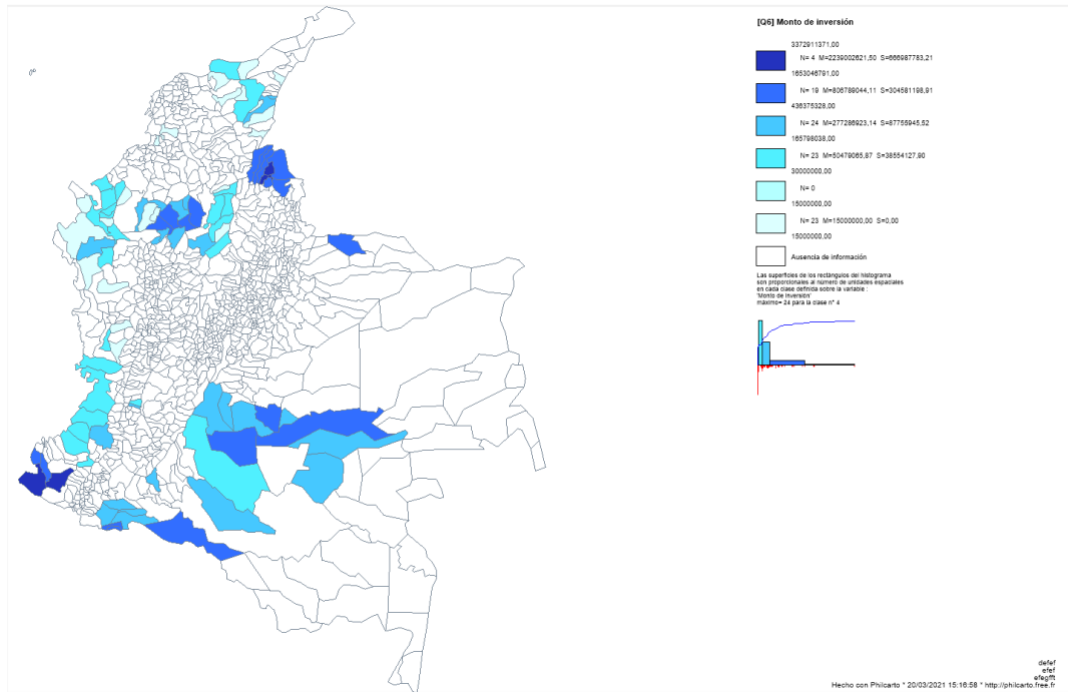 [Q6] Monto de inversión
3372911371,00
N= 4 M=2239002621,50 S=666987783,21
1653046791,00
N= 19 M=806788044,11 S=304581198,91
436375328,00
N= 24 M=277286923,14 S=87755945,52
165798038,00
N= 23 M=50479065,87 S=38554127,90
30000000,00
N= 0
15000000,00
N= 23 M=15000000,00 S=0,00
15000000,00
Ausencia de información
Las superficies de los rectángulos del histograma
son proporcionales al número de unidades espaciales
en cada clase definida sobre la variable :
'Monto de inversión'
máximo= 24 para la clase n° 4
defef
efef
efegfft
Hecho con Philcarto * 20/03/2021 15:16:58 * http://philcarto.free.fr